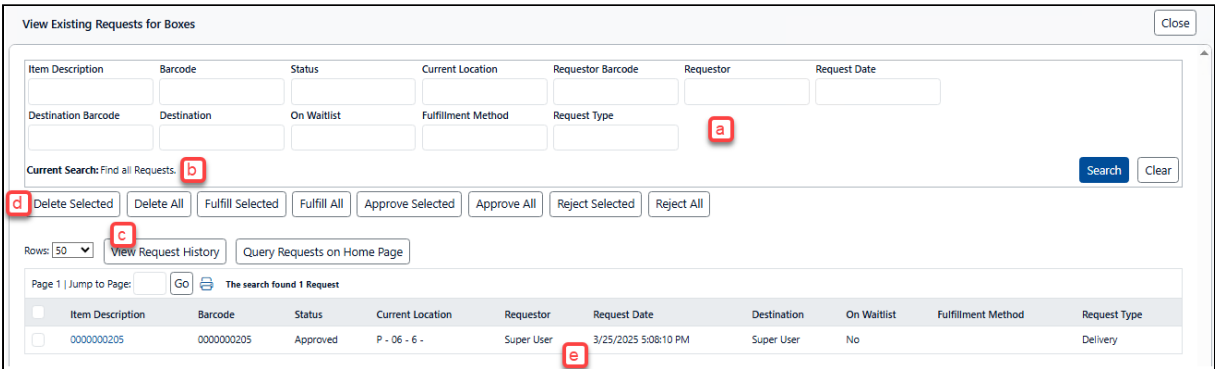 View Existing Requests for Boxes Close
Item Description Barcode Status Current Location Requestor Barcode Requestor Request Date
Destination Barcode Destination On Waitlist Fulfillment Method Request Type
a
Current Search: Find all Requests. b Search Clear
d Delete Selected Delete All Fulfill Selected Fulfill All Approve Selected Approve All Reject Selected Reject All
c
Rows: 50 View Request History Query Requests on Home Page
Page 1 | Jump to Page: Go The search found 1 Request
Item Description Barcode Status Current Location Requestor Request Date Destination On Waitlist Fulfillment Method Request Type
0000000205 0000000205 Approved P - 06 - 6 - Super User 3/25/2025 5:08:10 PM Super User No Delivery
e